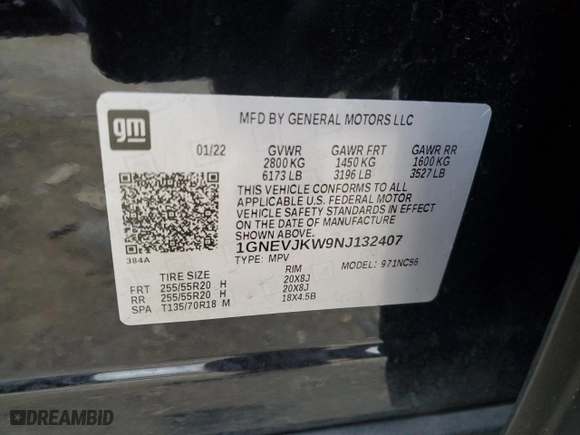 gm
MFD BY GENERAL MOTORS LLC
01/22 GVWR GAWR FRT GAWR RR
2800 KG 1450 KG 1600 KG
6173 LB 3196 LB 3527 LB
THIS VEHICLE CONFORMS TO ALL
APPLICABLE U.S. FEDERAL MOTOR
VEHICLE SAFETY STANDARDS IN EFFECT
ON THE DATE OF MANUFACTURE
SHOWN ABOVE.
1GNEVJKW9NJ132407
384A
TYPE: MPV MODEL: 971NC56
TIRE SIZE RIM
FRT 255/55R20 H 20X8J
RR 255/55R20 H 20X8J
SPA T135/70R18 M 18X4.5B
DREAMBID